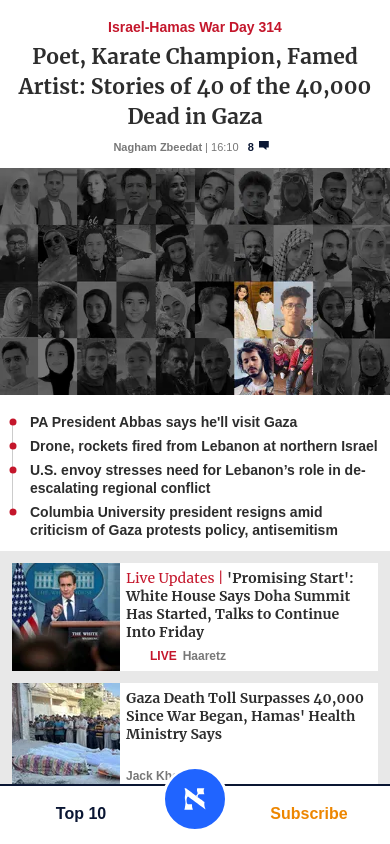 Israel-Hamas War Day 314
Poet, Karate Champion, Famed
Artist: Stories of 40 of the 40,000
Dead in Gaza
Nagham Zbeedat | 16:10 8
PA President Abbas says he'll visit Gaza
Drone, rockets fired from Lebanon at northern Israel
U.S. envoy stresses need for Lebanon’s role in de-
escalating regional conflict
Columbia University president resigns amid
criticism of Gaza protests policy, antisemitism
Live Updates | 'Promising Start':
White House Says Doha Summit
Has Started, Talks to Continue
Into Friday
LIVE Haaretz
THE WHITE
Gaza Death Toll Surpasses 40,000
Since War Began, Hamas' Health
Ministry Says
Jack
Top 10
Subscribe